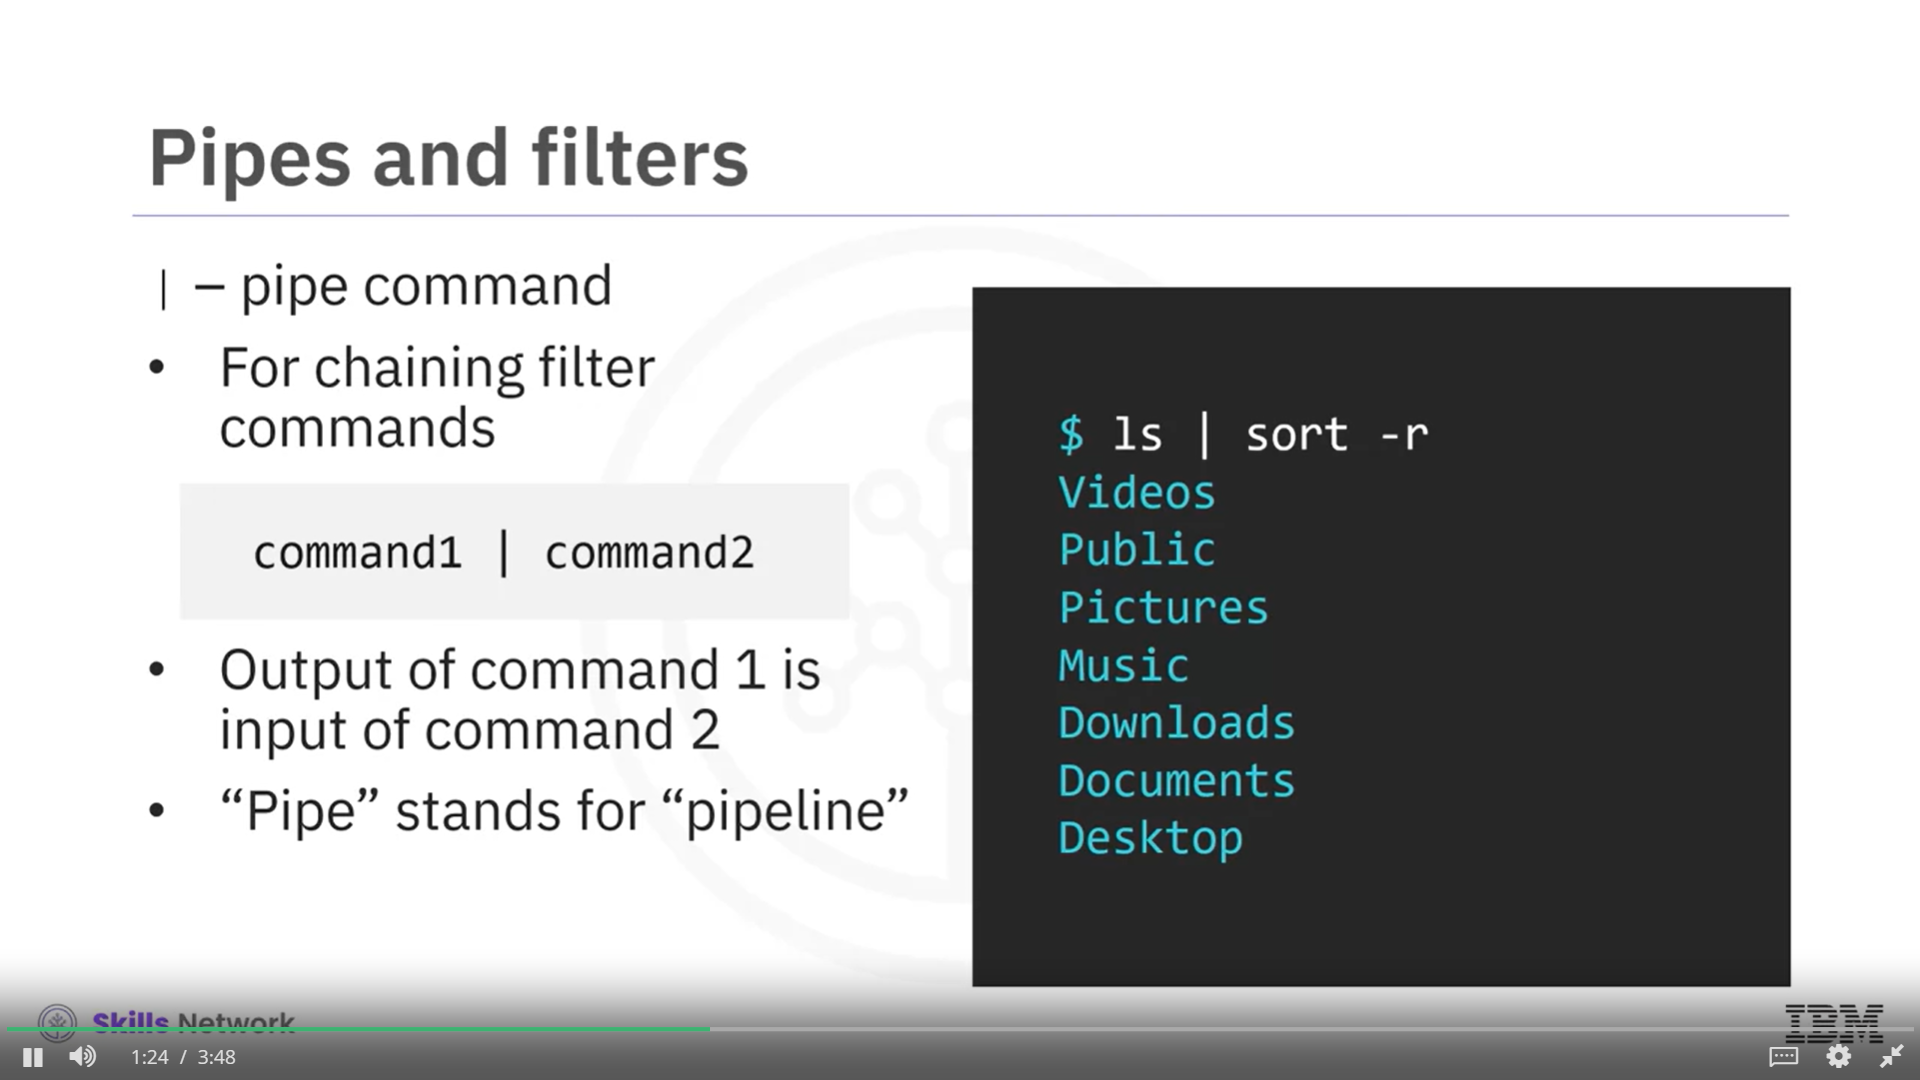 Pipes and filters
| – pipe command
• For chaining filter
commands
command1 | command2
• Output of command 1 is
input of command 2
• “Pipe” stands for “pipeline”
$ ls | sort -r
Videos
Public
Pictures
Music
Downloads
Documents
Desktop
Skills Network
IBM
1:24 / 3:48